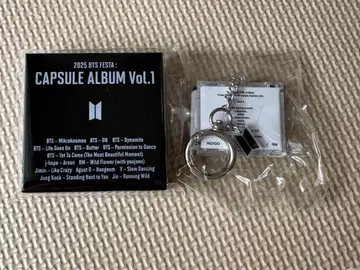 2025 BTS FESTA :
CAPSULE ALBUM Vol.1
BTS – Mikrokosmos BTS – ON BTS – Dynamite
BTS – Life Goes On BTS – Butter BTS – Permission to Dance
BTS – Yet To Come (The Most Beautiful Moment)
j-hope – Arson RM – Wild Flower (with youjeen)
Jimin – Like Crazy Agust D – Haegeum V – Slow Dancing
Jung Kook – Standing Next to You Jin – Running Wild
INDIGO